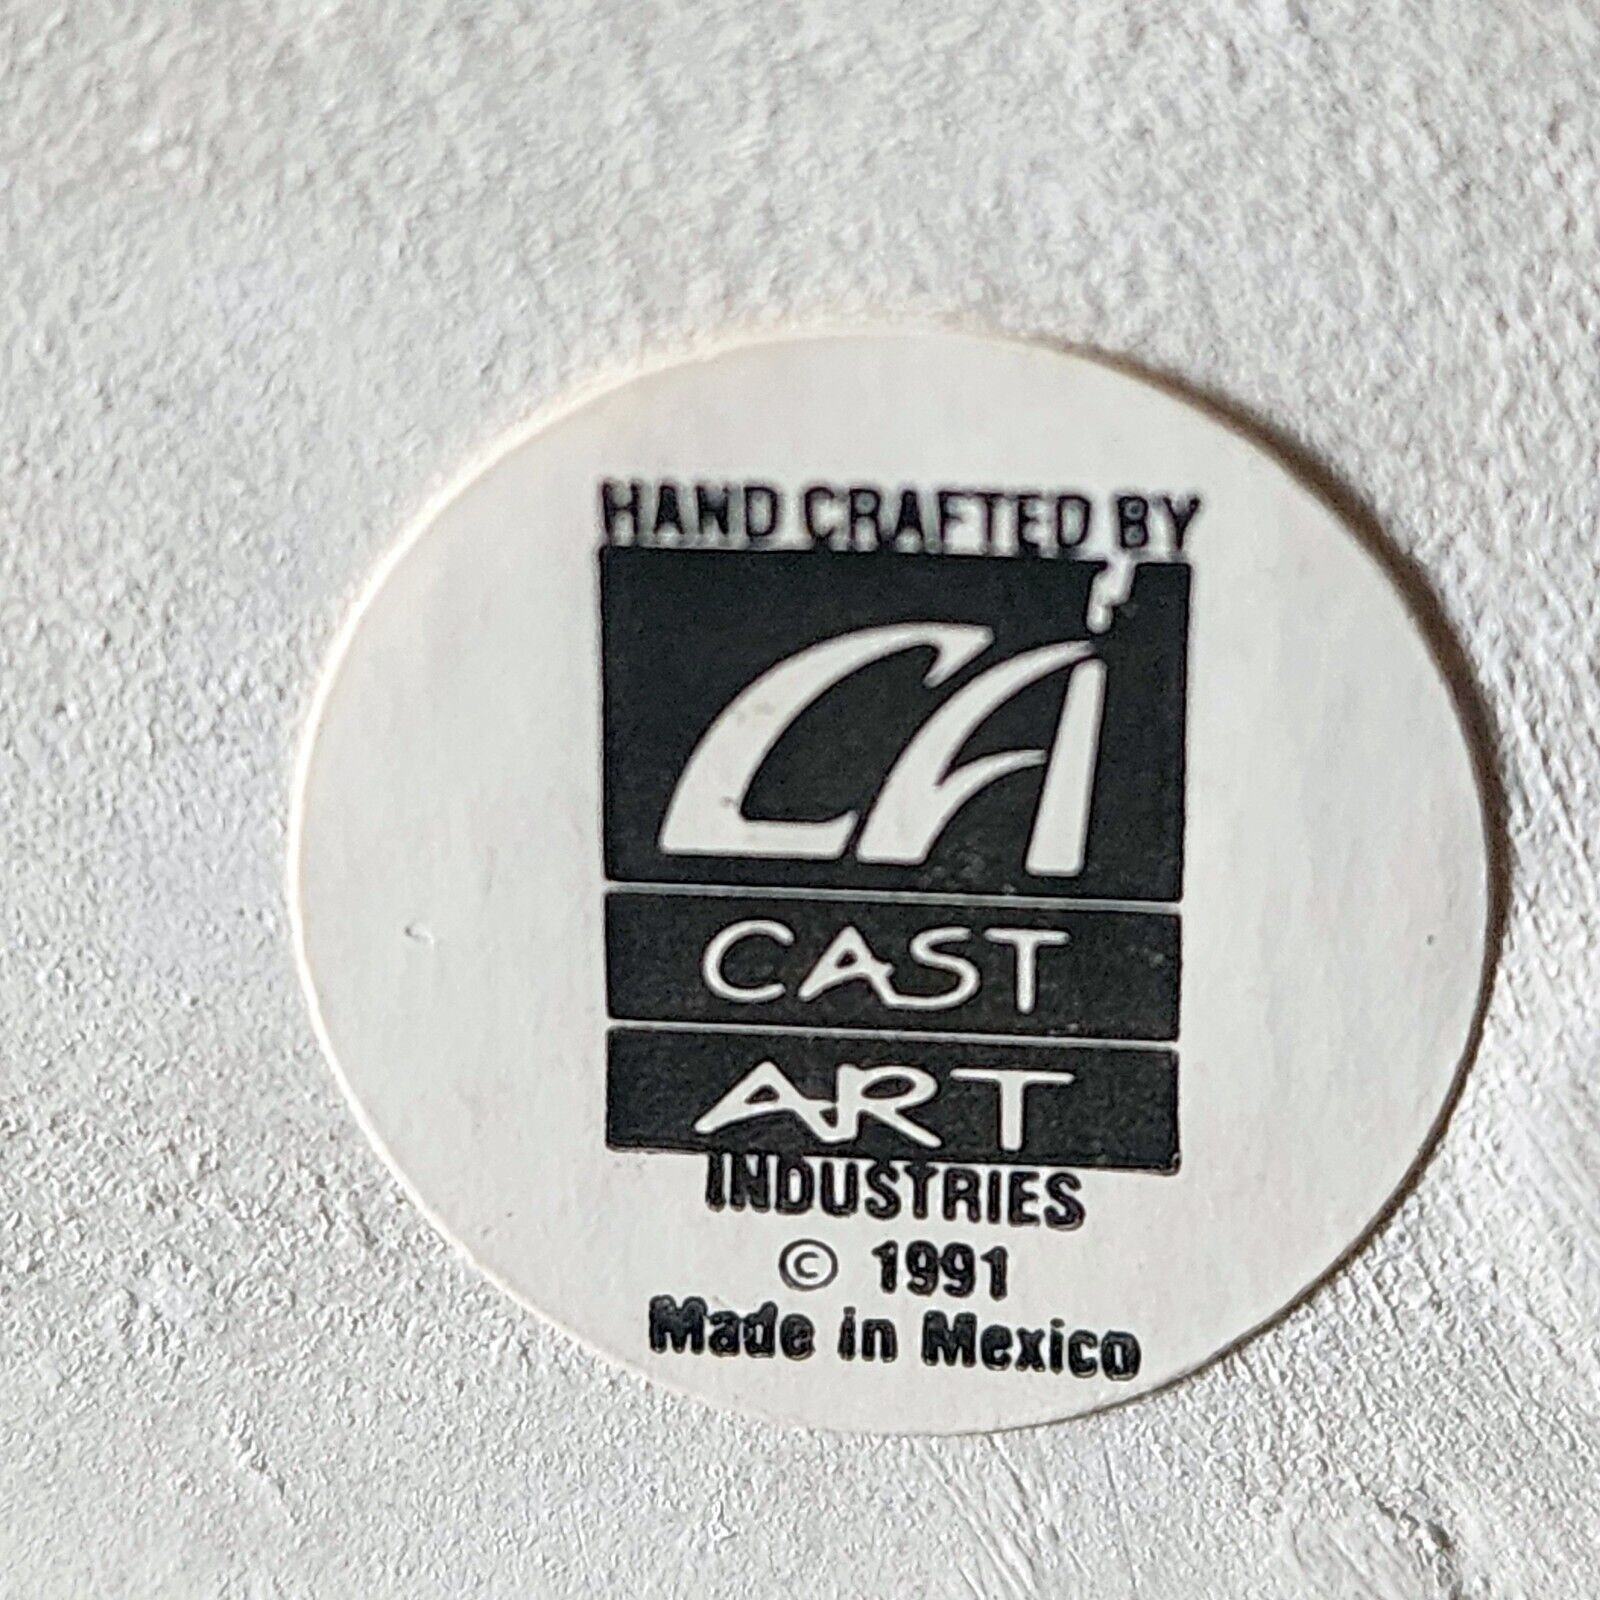 HAND CRAFTED BY
CAi
CAST
ART
INDUSTRIES
© 1991
Made in Mexico